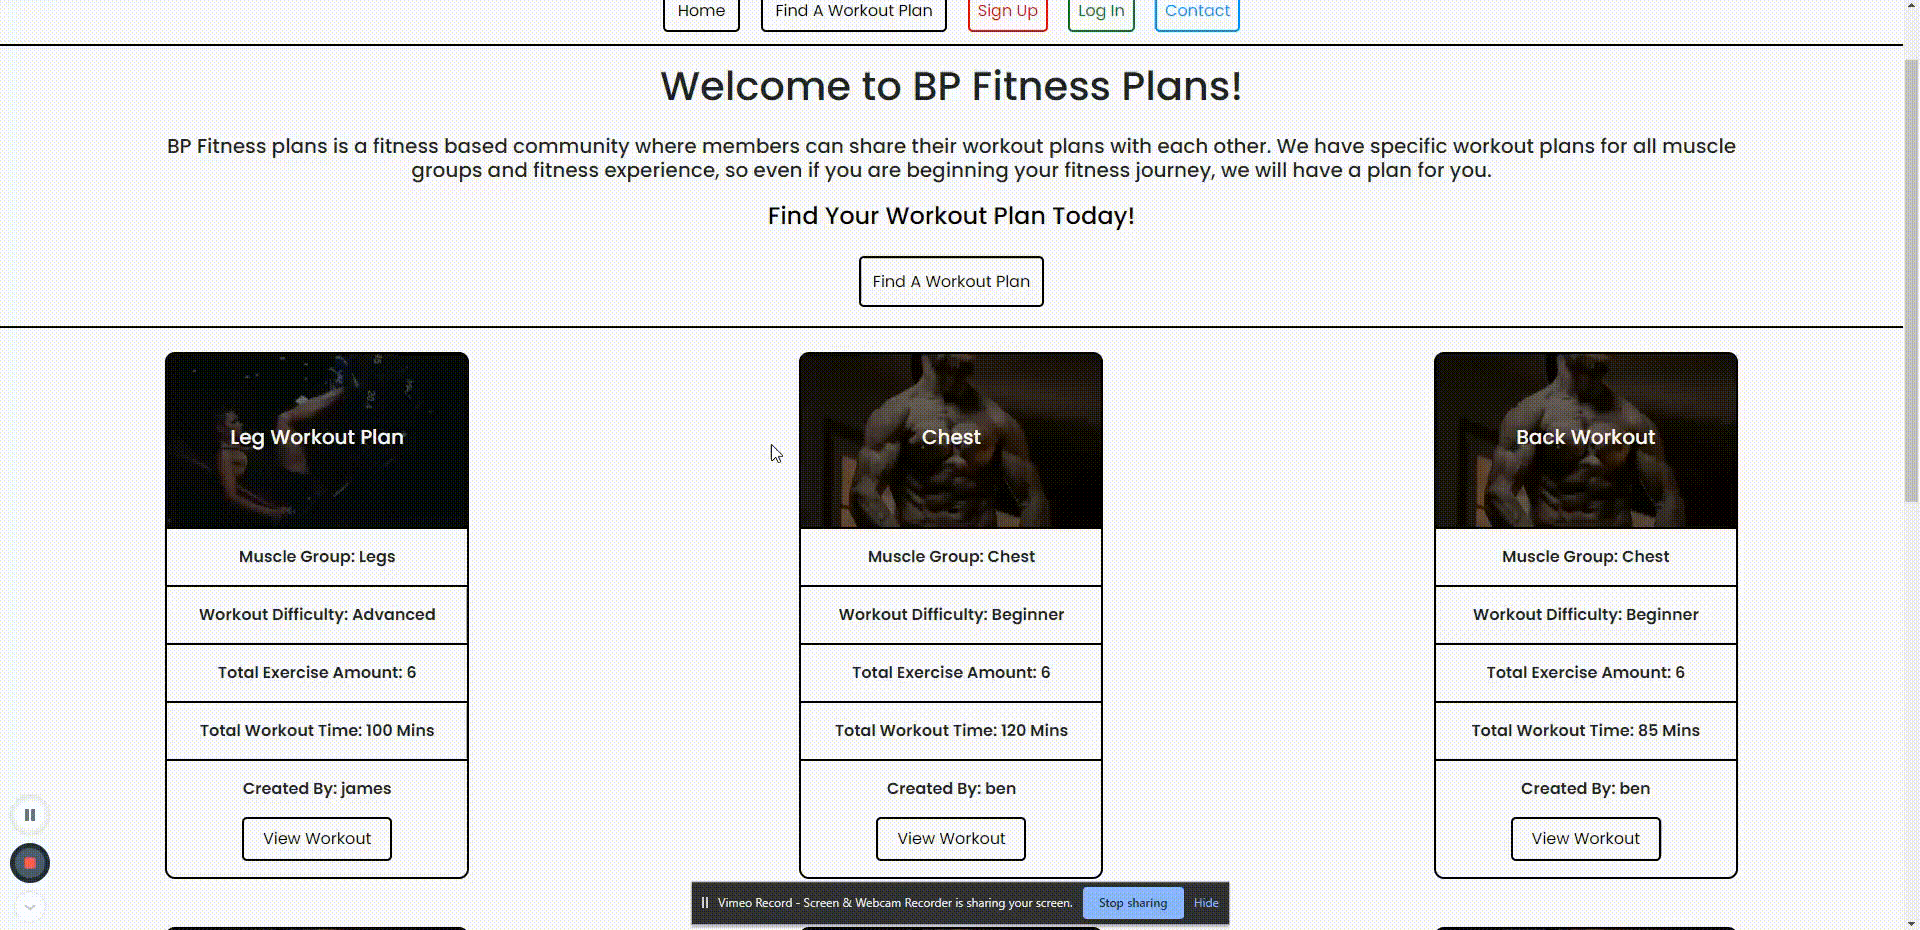 Home Find A Workout Plan Sign Up Log In Contact
Welcome to BP Fitness Plans!
BP Fitness plans is a fitness based community where members can share their workout plans with each other. We have specific workout plans for all muscle
groups and fitness experience, so even if you are beginning your fitness journey, we will have a plan for you.
Find Your Workout Plan Today!
Find A Workout Plan
Leg Workout Plan
Muscle Group: Legs
Workout Difficulty: Advanced
Total Exercise Amount: 6
Total Workout Time: 100 Mins
Created By: james
View Workout
Chest
Muscle Group: Chest
Workout Difficulty: Beginner
Total Exercise Amount: 6
Total Workout Time: 120 Mins
Created By: ben
View Workout
Back Workout
Muscle Group: Chest
Workout Difficulty: Beginner
Total Exercise Amount: 6
Total Workout Time: 85 Mins
Created By: ben
View Workout
Vimeo Record - Screen & Webcam Recorder is sharing your screen. Stop sharing Hide